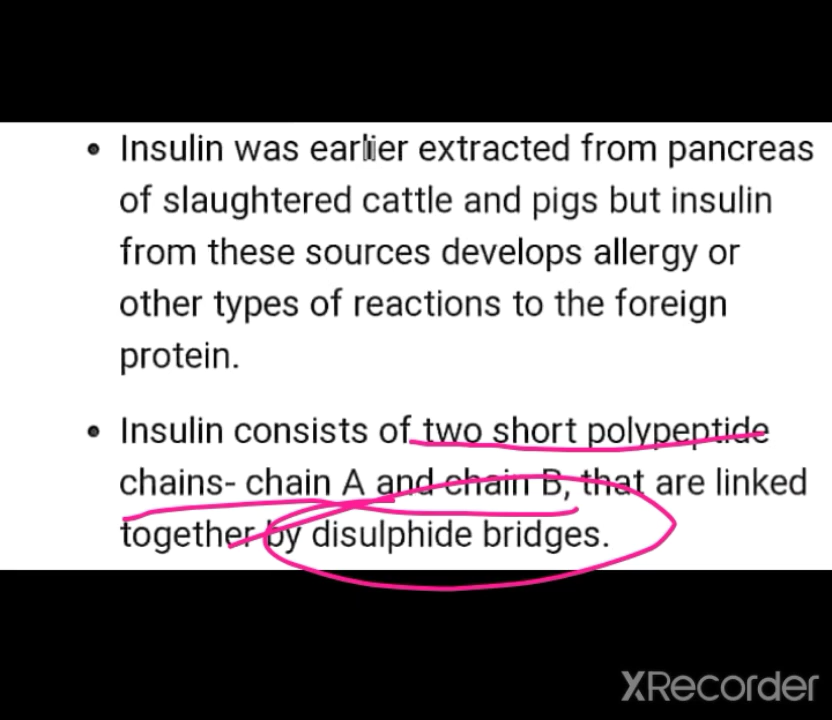 • Insulin was earlier extracted from pancreas
of slaughtered cattle and pigs but insulin
from these sources develops allergy or
other types of reactions to the foreign
protein.
• Insulin consists of two short polypeptide
chains- chain A and chain B, that are linked
together by disulphide bridges.
XRecorder